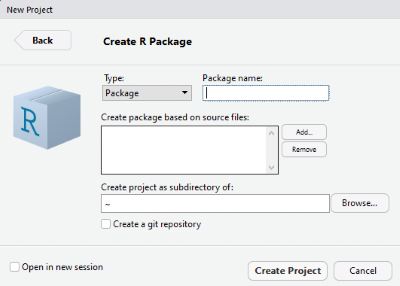 New Project
Back
Create R Package
Type:
Package name:
Package
R
Create package based on source files:
Add...
Remove
Create project as subdirectory of:
~
Browse...
Create a git repository
Open in new session
Create Project
Cancel